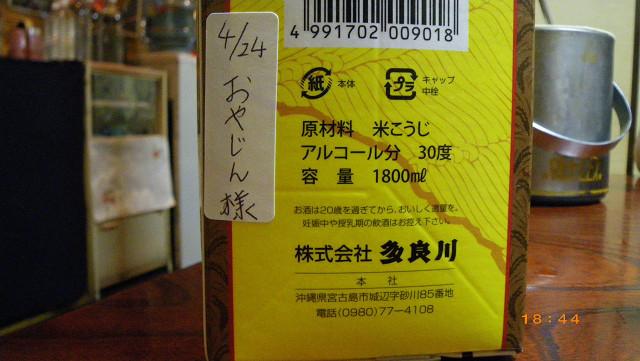 4/24
おやじん
様
4 991702 009018
紙 本体
プラ キャップ
中栓
原材料 米こうじ
アルコール分 30度
容量 1800ml
お酒は20歳を過ぎてから。おいしく適量を。
妊娠中や授乳期の飲酒はお控え下さい。
株式会社 多良川
本社
沖縄県宮古島市城辺字砂川85番地
電話(0980)77-4108
18:44